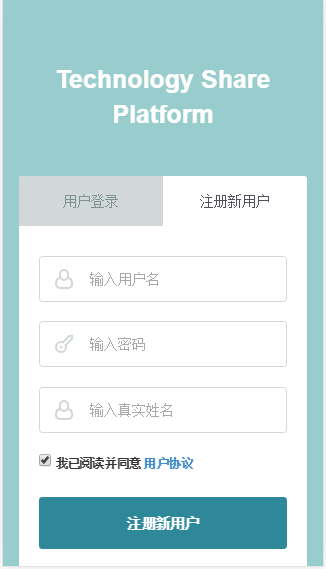 Technology Share
Platform
用户登录
注册新用户
输入用户名
输入密码
输入真实姓名
我已阅读并同意 用户协议
注册新用户